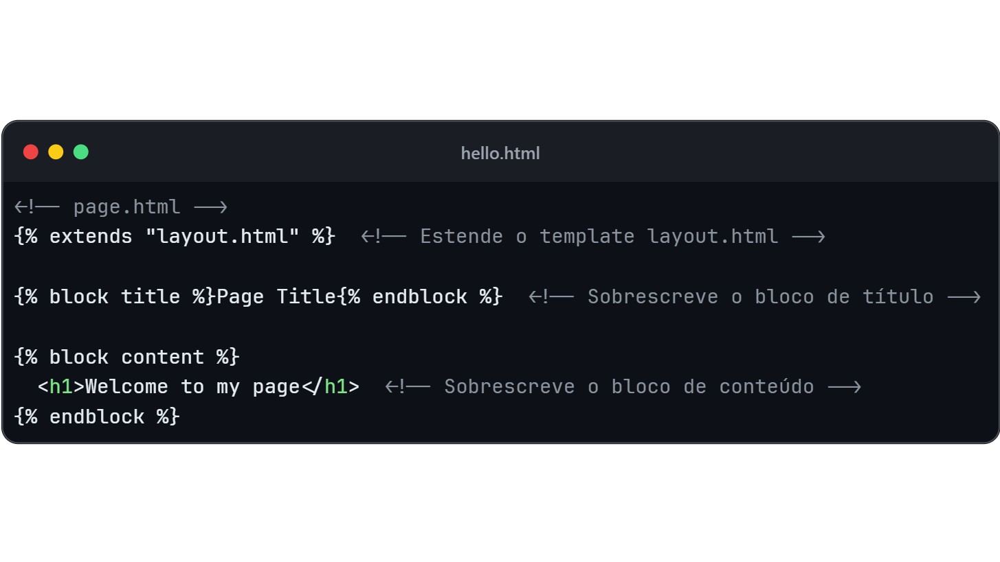 hello.html
<!-- page.html -->
{% extends "layout.html" %}  <!-- Estende o template layout.html -->
{% block title %}Page Title{% endblock %}  <!-- Sobrescreve o bloco de título -->
{% block content %}
  <h1>Welcome to my page</h1>  <!-- Sobrescreve o bloco de conteúdo -->
{% endblock %}